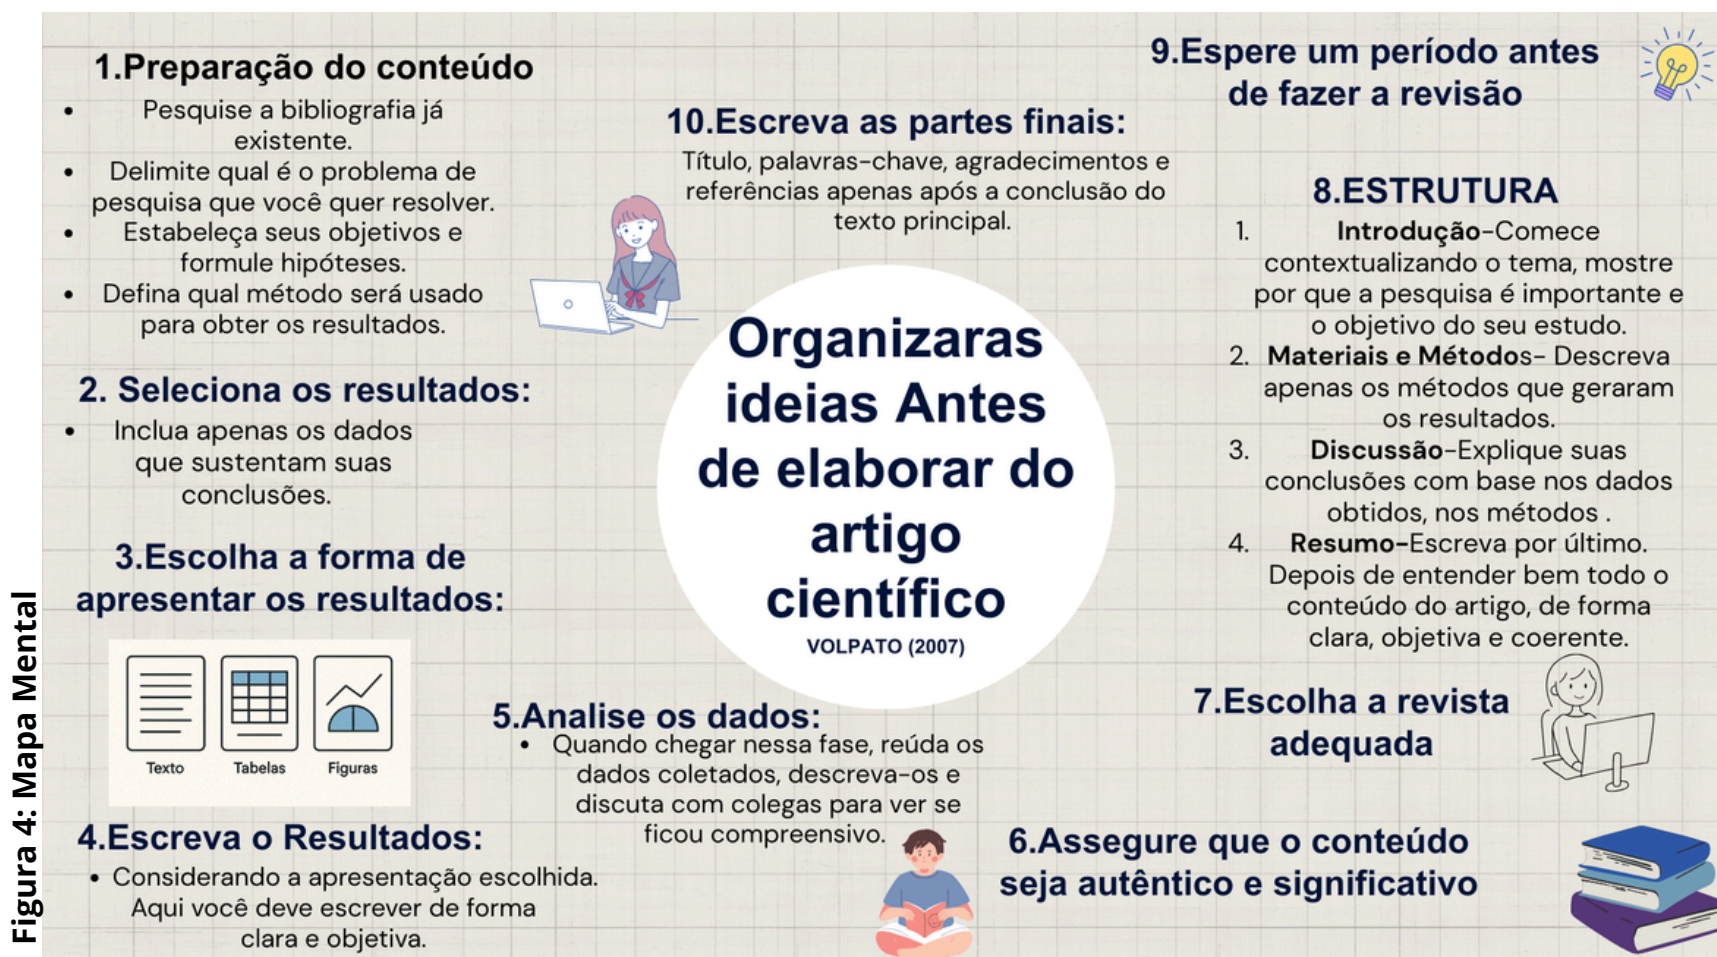 Figura 4: Mapa Mental
1.Preparação do conteúdo
• Pesquise a bibliografia já
existente.
• Delimite qual é o problema de
pesquisa que você quer resolver.
• Estabeleça seus objetivos e
formule hipóteses.
• Defina qual método será usado
para obter os resultados.
2. Seleciona os resultados:
• Inclua apenas os dados
que sustentam suas
conclusões.
3.Escolha a forma de
apresentar os resultados:
Texto Tabelas Figuras
4.Escreva o Resultados:
• Considerando a apresentação escolhida.
Aqui você deve escrever de forma
clara e objetiva.
10.Escreva as partes finais:
Título, palavras-chave, agradecimentos e
referências apenas após a conclusão do
texto principal.
Organizaras
ideias Antes
de elaborar do
artigo
científico
VOLPATO (2007)
5.Analise os dados:
• Quando chegar nessa fase, reúda os
dados coletados, descreva-os e
discuta com colegas para ver se
ficou compreensivo.
9.Espere um período antes
de fazer a revisão
8.ESTRUTURA
1. Introdução-Comece
contextualizando o tema, mostre
por que a pesquisa é importante e
o objetivo do seu estudo.
2. Materiais e Métodos- Descreva
apenas os métodos que geraram
os resultados.
3. Discussão-Explique suas
conclusões com base nos dados
obtidos, nos métodos .
4. Resumo-Escreva por último.
Depois de entender bem todo o
conteúdo do artigo, de forma
clara, objetiva e coerente.
7.Escolha a revista
adequada
6.Assegure que o conteúdo
seja autêntico e significativo